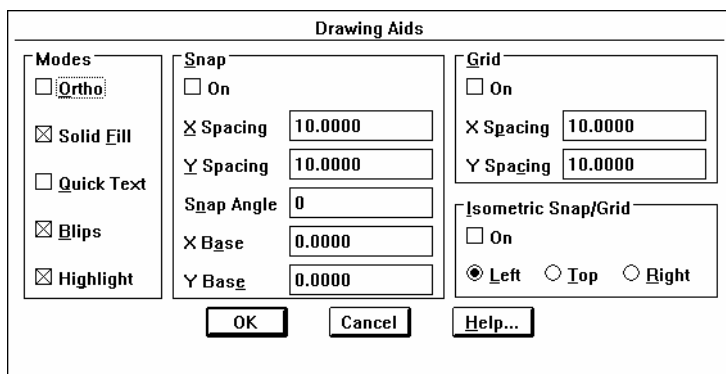 Drawing Aids
Modes
Ortho
Solid Fill
Quick Text
Blips
Highlight
Snap
On
X Spacing 10.0000
Y Spacing 10.0000
Snap Angle 0
X Base 0.0000
Y Base 0.0000
Grid
On
X Spacing 10.0000
Y Spacing 10.0000
Isometric Snap/Grid
On
Left Top Right
OK Cancel Help...